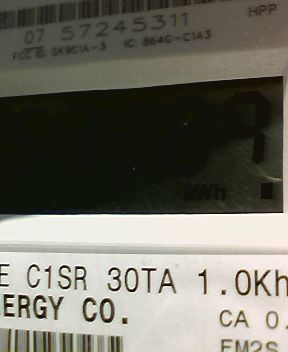 HPP
07 57245311
FCC ID: SK9C1A-3 IC: 864G-C1A3
kWh
E C1SR 30TA 1.0Kh
ERGY CO.
CA 0.
FM2S